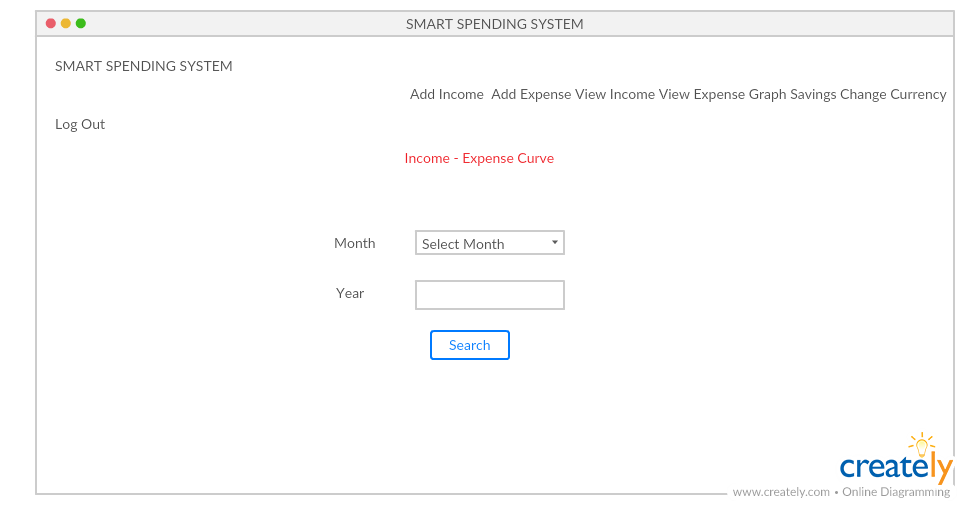 SMART SPENDING SYSTEM
SMART SPENDING SYSTEM
Add Income Add Expense View Income View Expense Graph Savings Change Currency
Log Out
Income - Expense Curve
Month Select Month
Year
Search
creately
www.creately.com • Online Diagramming